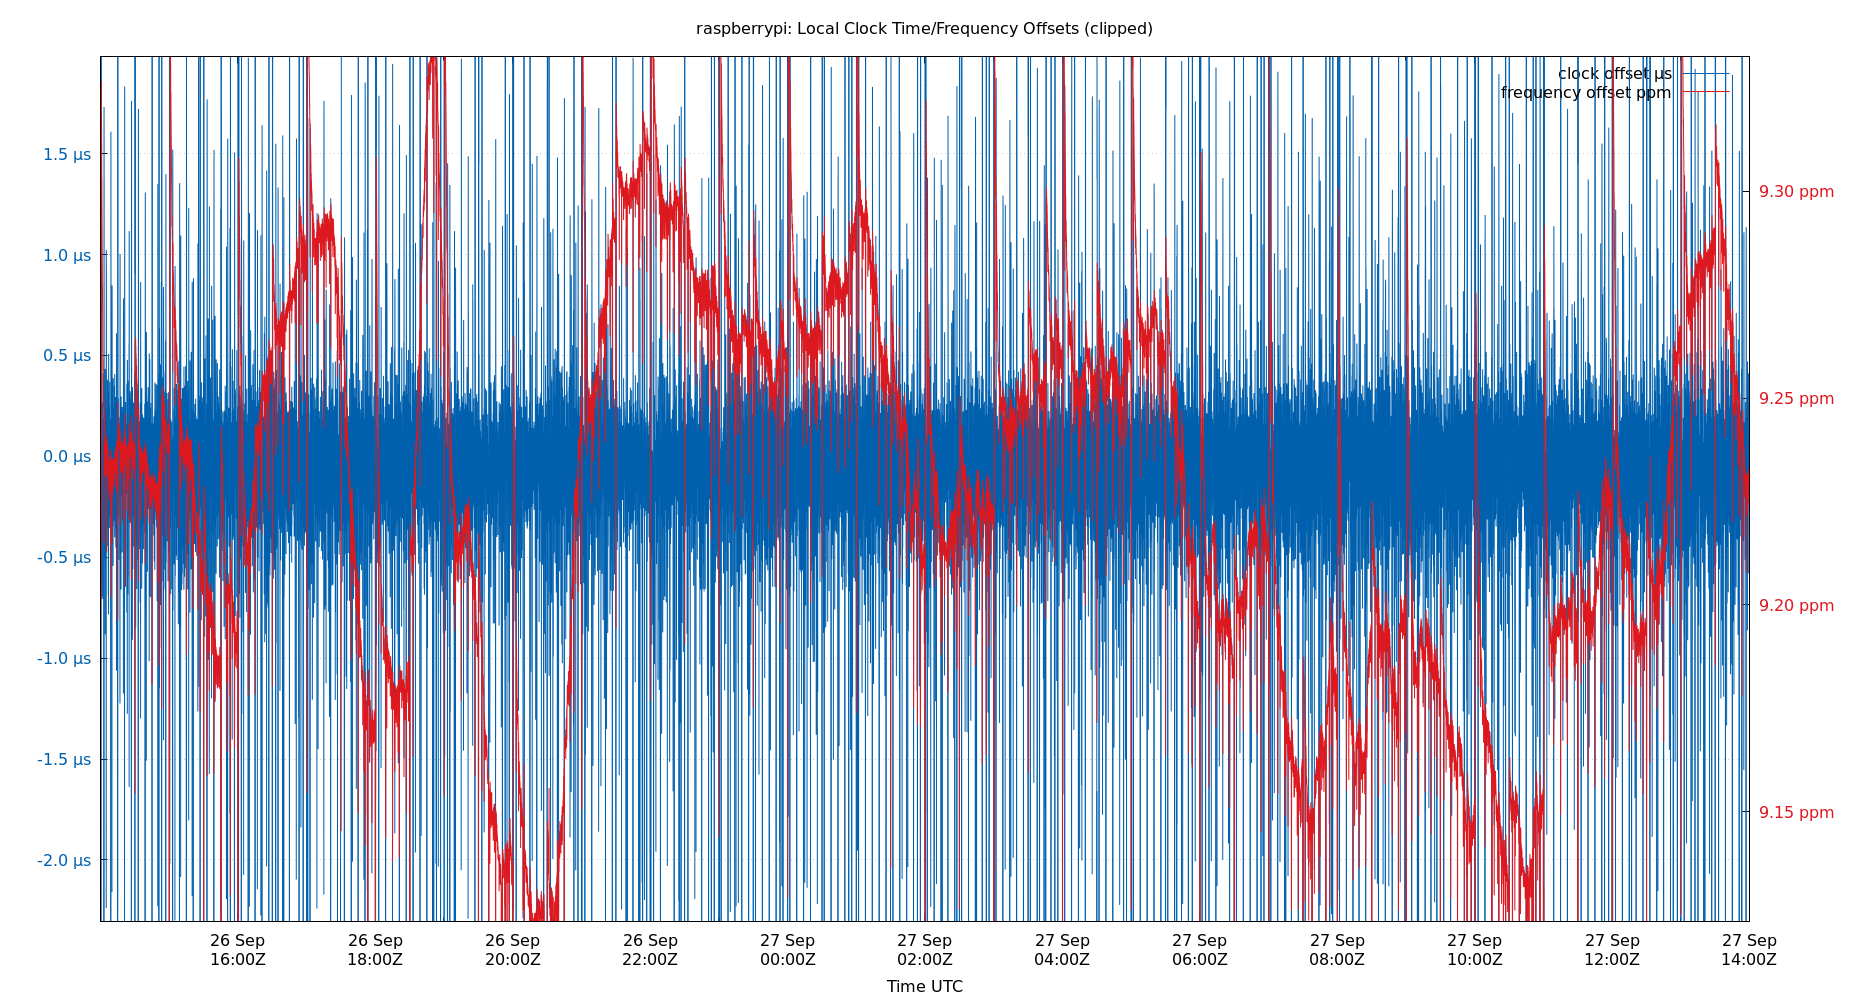 raspberrypi: Local Clock Time/Frequency Offsets (clipped)
clock offset µs
frequency offset ppm
1.5 µs
1.0 µs
0.5 µs
0.0 µs
-0.5 µs
-1.0 µs
-1.5 µs
-2.0 µs
9.30 ppm
9.25 ppm
9.20 ppm
9.15 ppm
26 Sep 26 Sep 26 Sep 26 Sep 27 Sep 27 Sep 27 Sep 27 Sep 27 Sep 27 Sep 27 Sep 27 Sep
16:00Z 18:00Z 20:00Z 22:00Z 00:00Z 02:00Z 04:00Z 06:00Z 08:00Z 10:00Z 12:00Z 14:00Z
Time UTC